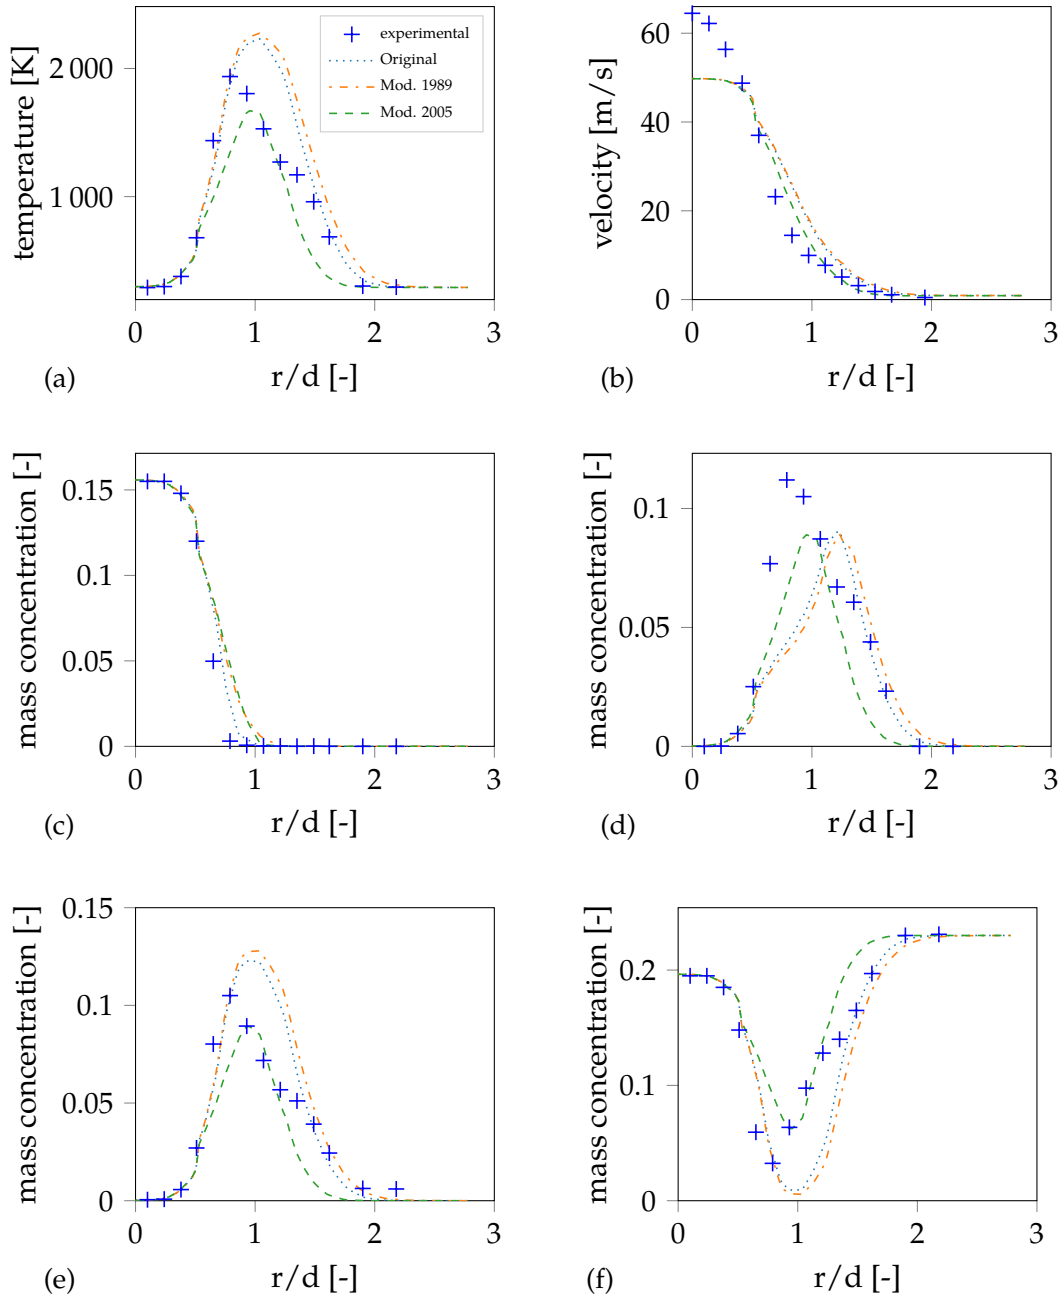 temperature [K]
2 000
1 000
experimental
Original
Mod. 1989
Mod. 2005
0 1 2 3
r/d [-]
(a)
velocity [m/s]
60
40
20
0
0 1 2 3
r/d [-]
(b)
mass concentration [-]
0.15
0.1
0.05
0
0 1 2 3
r/d [-]
(c)
mass concentration [-]
0.1
0.05
0
0 1 2 3
r/d [-]
(d)
mass concentration [-]
0.15
0.1
0.05
0
0 1 2 3
r/d [-]
(e)
mass concentration [-]
0.2
0.1
0
0 1 2 3
r/d [-]
(f)